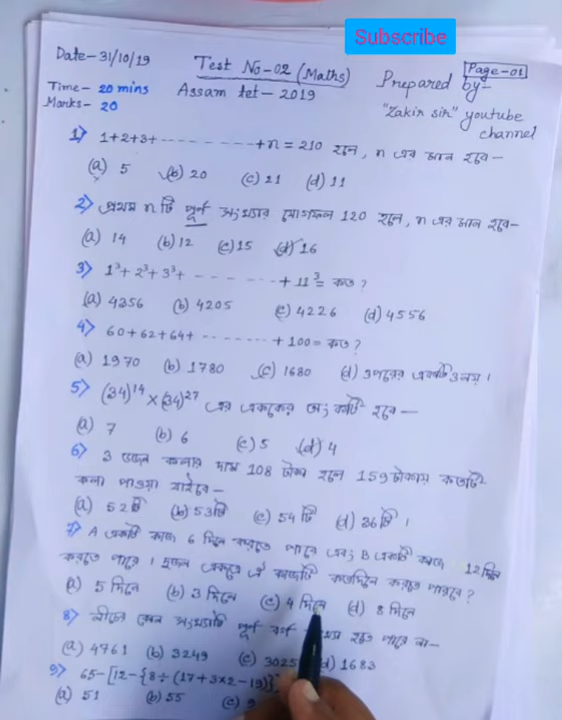 Subscribe
Date- 31/10/19 Test No-02 (Maths) Page-01
Time- 20 mins Assam tet - 2019 Prepared by-
Marks- 20 "Zakir sir" youtube channel
1) 1+2+3+ - - - - - - - - +n = 210 হলে, n এর মান হবে-
(a) 5 (b) 20 (c) 21 (d) 11
2) প্রথম n টি পূর্ণ সংখ্যার যোগফল 120 হলে, n এর মান হবে-
(a) 14 (b) 12 (c) 15 (d) 16
3) 1³+ 2³+ 3³+ - - - - - - + 11³ = কত ?
(a) 4356 (b) 4205 (c) 4226 (d) 4556
4) 60+62+64+ - - - - - - - + 100 = কত ?
(a) 1970 (b) 1780 (c) 1680 (d) ওপরের একটিও নয় ।
5) (34)¹⁴ × (34)²⁷ এর এককের অংকটি হবে —
(a) 7 (b) 6 (c) 5 (d) 4
6) 3 ডজন কলার দাম 108 টাকা হলে 159 টাকায় কতটি
কলা পাওয়া যাইবে-
(a) 52টি (b) 53টি (c) 54 টি (d) 36টি ।
7) A একটি কাজ 6 দিনে করতে পারে এবং B একটি কাজ 12 দিনে
করতে পারে । দুজন একত্রে ঐ কাজটি কতদিনে করতে পারবে ?
(a) 5 দিনে (b) 3 দিনে (c) 4 দিনে (d) 8 দিনে
8) নীচের কোন সংখ্যাটি পূর্ণ বর্গ হতে পারে না-
(a) 4761 (b) 3249 (c) 3025 (d) 1683
9) 65-[12-{8÷(17+3×2-19)}]
(a) 51 (b) 55 (c) 9